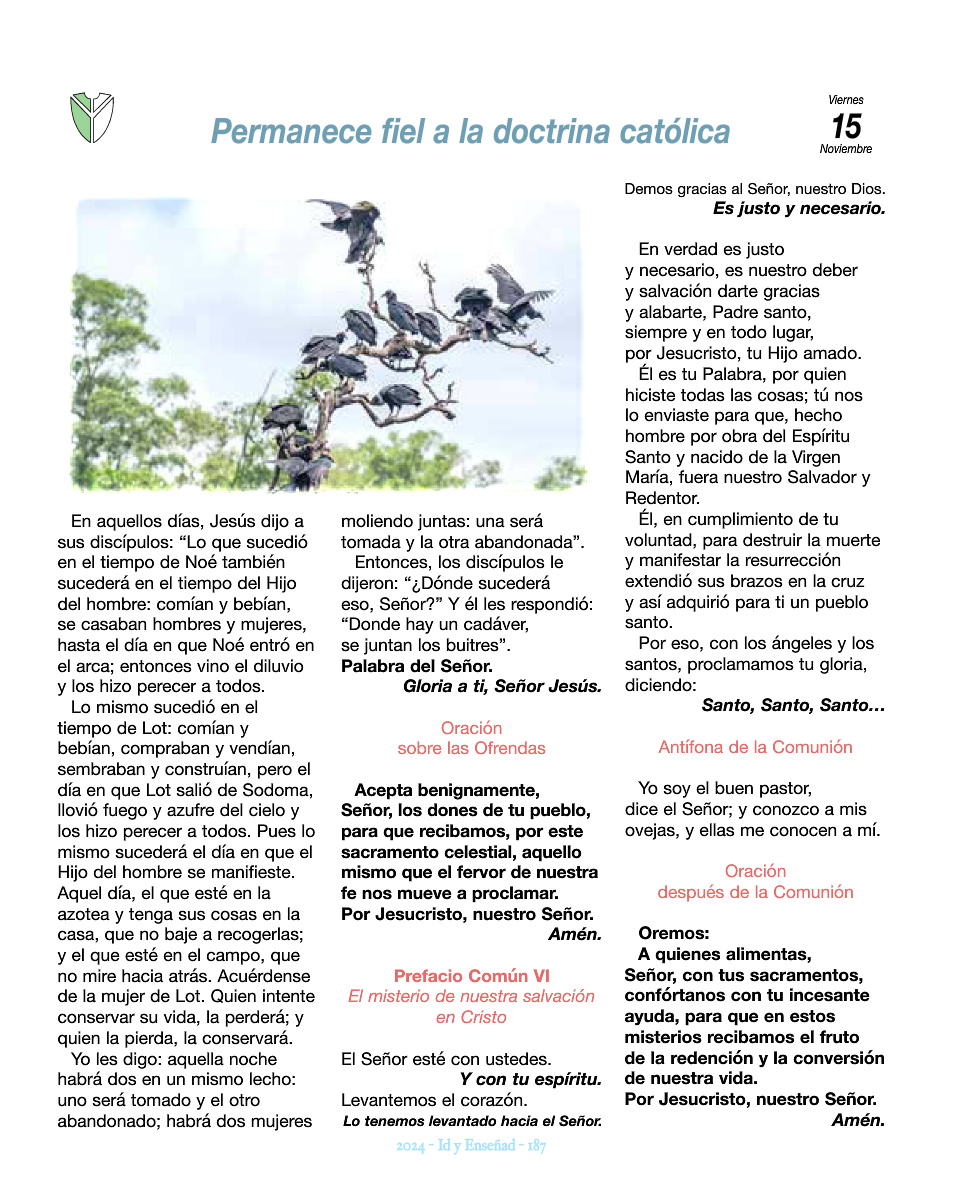 Permanece fiel a la doctrina católica
Viernes
15
Noviembre
En aquellos días, Jesús dijo a
sus discípulos: “Lo que sucedió
en el tiempo de Noé también
sucederá en el tiempo del Hijo
del hombre: comían y bebían,
se casaban hombres y mujeres,
hasta el día en que Noé entró en
el arca; entonces vino el diluvio
y los hizo perecer a todos.
Lo mismo sucedió en el
tiempo de Lot: comían y
bebían, compraban y vendían,
sembraban y construían, pero el
día en que Lot salió de Sodoma,
llovió fuego y azufre del cielo y
los hizo perecer a todos. Pues lo
mismo sucederá el día en que el
Hijo del hombre se manifieste.
Aquel día, el que esté en la
azotea y tenga sus cosas en la
casa, que no baje a recogerlas;
y el que esté en el campo, que
no mire hacia atrás. Acuérdense
de la mujer de Lot. Quien intente
conservar su vida, la perderá; y
quien la pierda, la conservará.
Yo les digo: aquella noche
habrá dos en un mismo lecho:
uno será tomado y el otro
abandonado; habrá dos mujeres
moliendo juntas: una será
tomada y la otra abandonada”.
Entonces, los discípulos le
dijeron: “¿Dónde sucederá
eso, Señor?” Y él les respondió:
“Donde hay un cadáver,
se juntan los buitres”.
Palabra del Señor.
Gloria a ti, Señor Jesús.
Oración
sobre las Ofrendas
Acepta benignamente,
Señor, los dones de tu pueblo,
para que recibamos, por este
sacramento celestial, aquello
mismo que el fervor de nuestra
fe nos mueve a proclamar.
Por Jesucristo, nuestro Señor.
Amén.
Prefacio Común VI
El misterio de nuestra salvación
en Cristo
El Señor esté con ustedes.
Y con tu espíritu.
Levantemos el corazón.
Lo tenemos levantado hacia el Señor.
Demos gracias al Señor, nuestro Dios.
Es justo y necesario.
En verdad es justo
y necesario, es nuestro deber
y salvación darte gracias
y alabarte, Padre santo,
siempre y en todo lugar,
por Jesucristo, tu Hijo amado.
Él es tu Palabra, por quien
hiciste todas las cosas; tú nos
lo enviaste para que, hecho
hombre por obra del Espíritu
Santo y nacido de la Virgen
María, fuera nuestro Salvador y
Redentor.
Él, en cumplimiento de tu
voluntad, para destruir la muerte
y manifestar la resurrección
extendió sus brazos en la cruz
y así adquirió para ti un pueblo
santo.
Por eso, con los ángeles y los
santos, proclamamos tu gloria,
diciendo:
Santo, Santo, Santo…
Antífona de la Comunión
Yo soy el buen pastor,
dice el Señor; y conozco a mis
ovejas, y ellas me conocen a mí.
Oración
después de la Comunión
Oremos:
A quienes alimentas,
Señor, con tus sacramentos,
confórtanos con tu incesante
ayuda, para que en estos
misterios recibamos el fruto
de la redención y la conversión
de nuestra vida.
Por Jesucristo, nuestro Señor.
Amén.
2024 - Id y Enseñad - 187